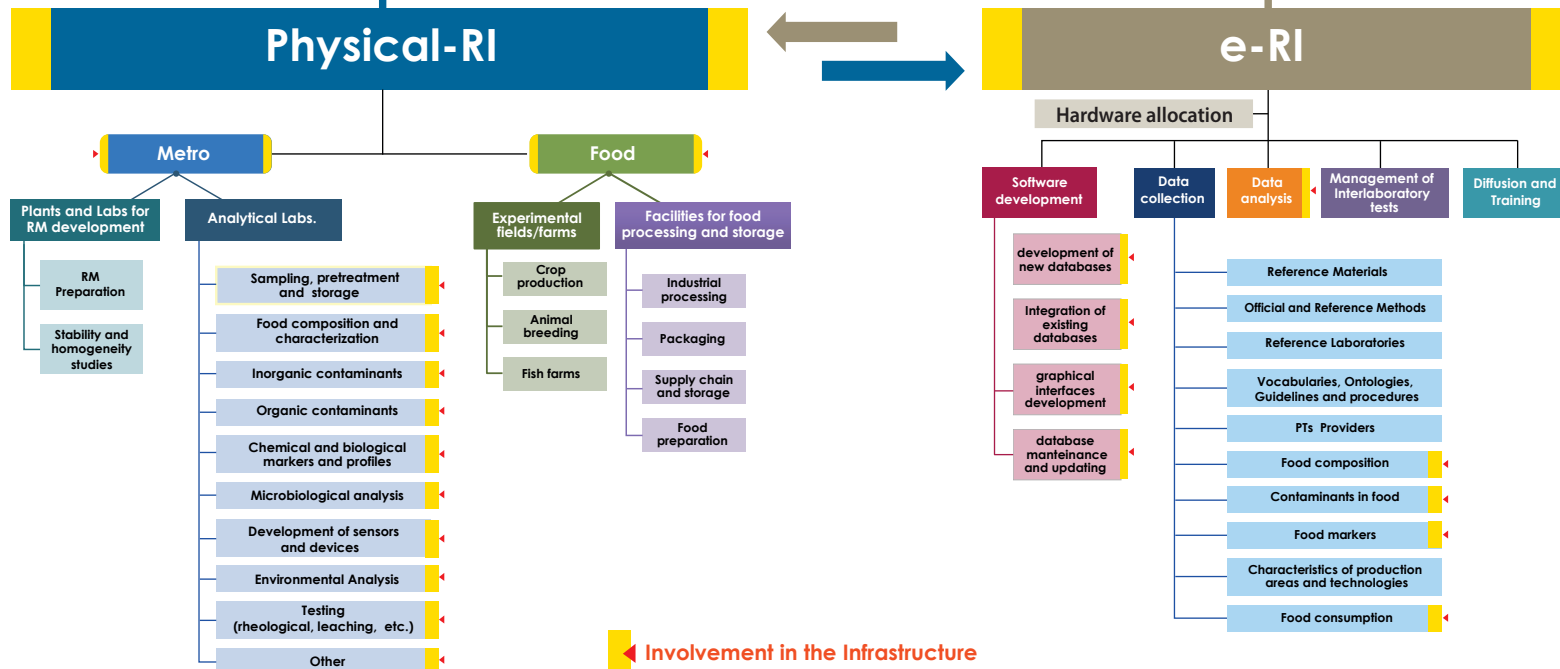 Physical-RI
e-RI
Hardware allocation
Metro
Food
Plants and Labs for
RM development
Analytical Labs.
Experimental
fields/farms
Facilities for food
processing and storage
Software
development
Data
collection
Data
analysis
Management of
Interlaboratory
tests
Diffusion and
Training
RM
Preparation
Stability and
homogeneity
studies
Sampling, pretreatment
and storage
Food composition and
characterization
Inorganic contaminants
Organic contaminants
Chemical and biological
markers and profiles
Microbiological analysis
Development of sensors
and devices
Environmental Analysis
Testing
(rheological, leaching, etc.)
Other
Crop
production
Animal
breeding
Fish farms
Industrial
processing
Packaging
Supply chain
and storage
Food
preparation
development of
new databases
Integration of
existing
databases
graphical
interfaces
development
database
manteinance
and updating
Reference Materials
Official and Reference Methods
Reference Laboratories
Vocabularies, Ontologies,
Guidelines and procedures
PTs Providers
Food composition
Contaminants in food
Food markers
Characteristics of production
areas and technologies
Food consumption
Involvement in the Infrastructure